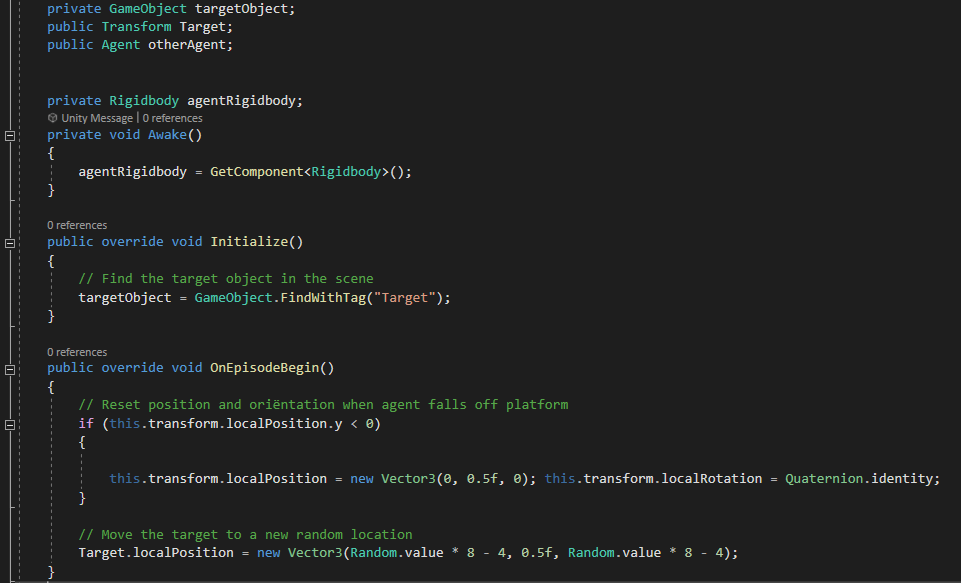 private GameObject targetObject;
public Transform Target;
public Agent otherAgent;
private Rigidbody agentRigidbody;
Unity Message | 0 references
private void Awake()
{
agentRigidbody = GetComponent<Rigidbody>();
}
0 references
public override void Initialize()
{
// Find the target object in the scene
targetObject = GameObject.FindWithTag("Target");
}
0 references
public override void OnEpisodeBegin()
{
// Reset position and oriëntation when agent falls off platform
if (this.transform.localPosition.y < 0)
{
this.transform.localPosition = new Vector3(0, 0.5f, 0); this.transform.localRotation = Quaternion.identity;
}
// Move the target to a new random location
Target.localPosition = new Vector3(Random.value * 8 - 4, 0.5f, Random.value * 8 - 4);
}